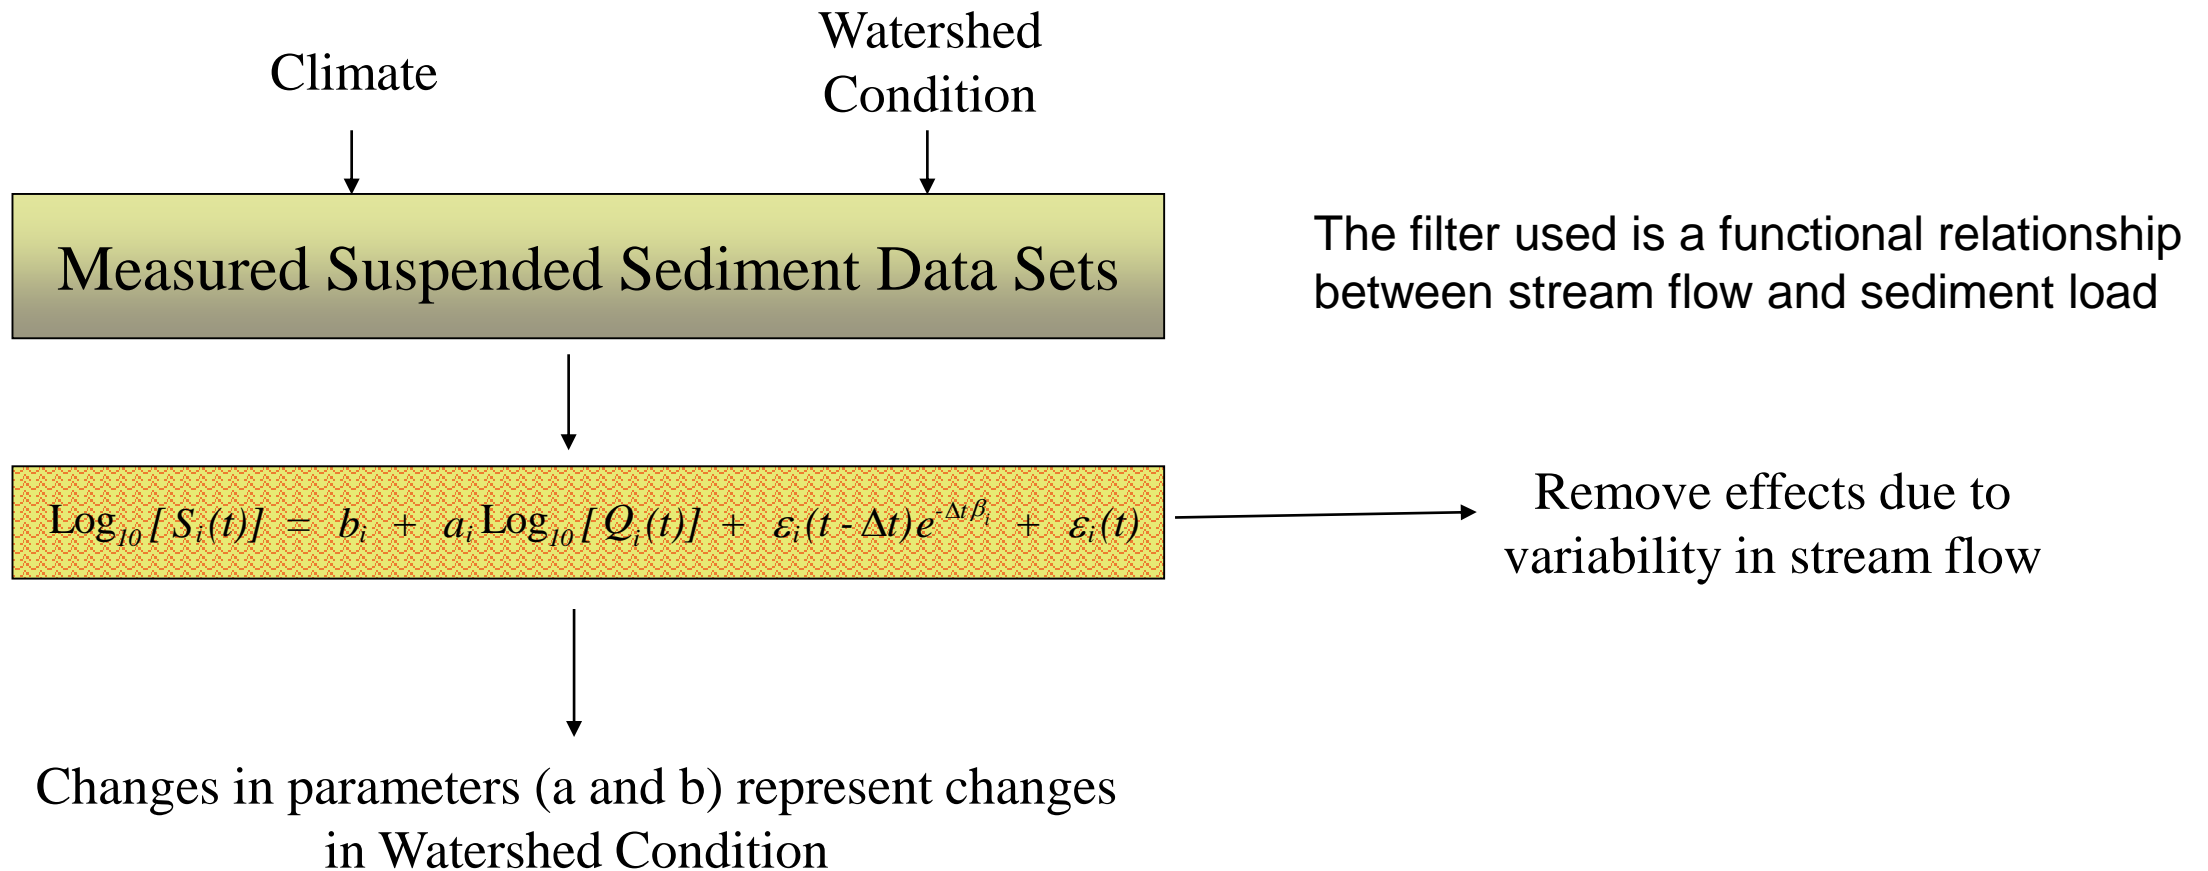 Climate
Watershed
Condition
Measured Suspended Sediment Data Sets
The filter used is a functional relationship
between stream flow and sediment load
Log₁₀[Sᵢ(t)] = bᵢ + aᵢLog₁₀[Qᵢ(t)] + εᵢ(t - Δt)e^{-Δtβᵢ} + εᵢ(t)
Remove effects due to
variability in stream flow
Changes in parameters (a and b) represent changes
in Watershed Condition